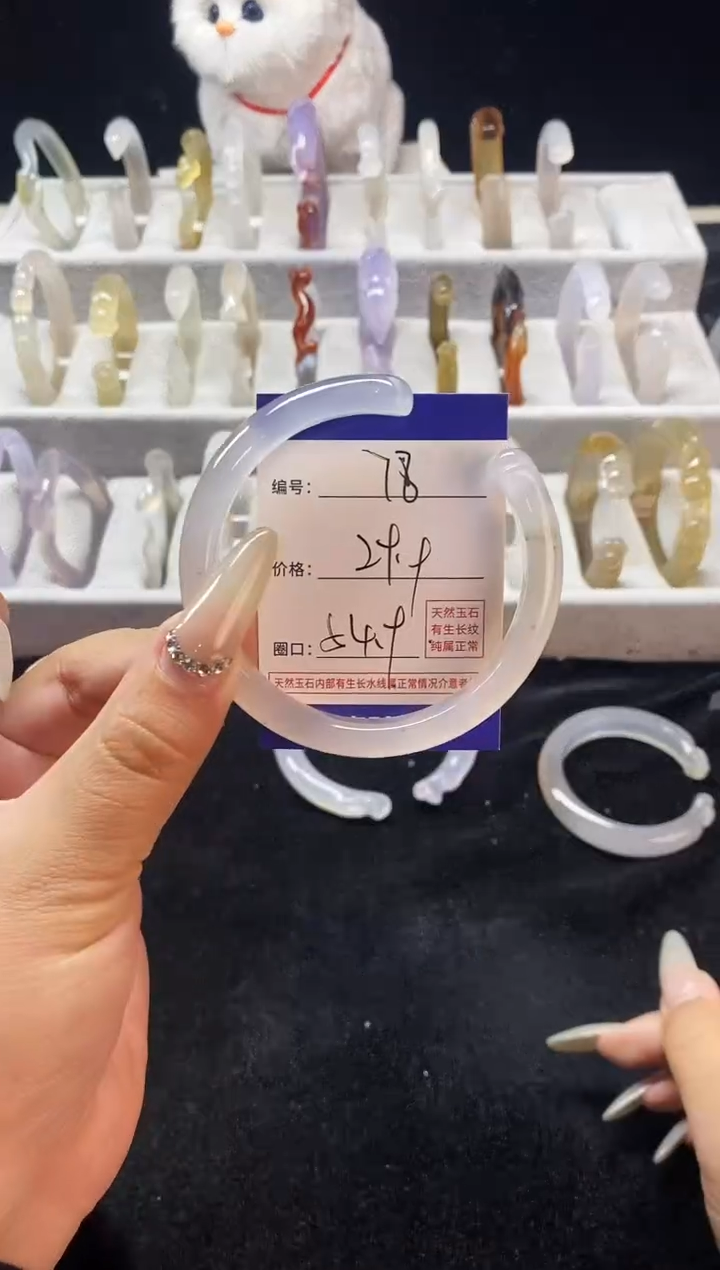 编号: 78
价格:
圈口:
天然玉石
有生长纹
纯属正常
天然玉石内部有生长水线属正常情况介意